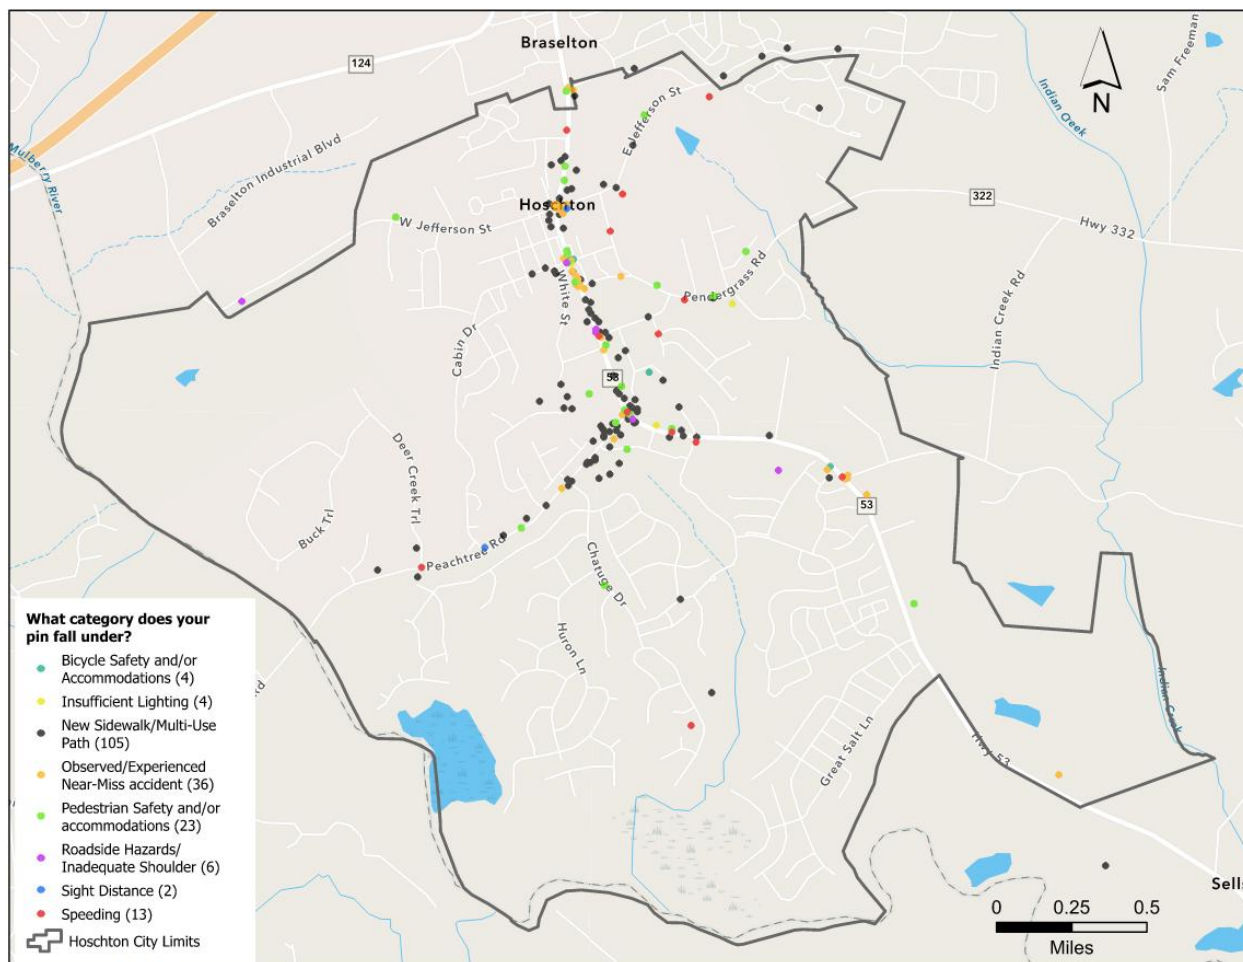 Braselton
124
N
Sam Freeman
Indian Creek
E Jefferson St
Mulberry River
Braselton Industrial Blvd
Hoschton
322
W Jefferson St
Hwy 332
Pendergrass Rd
Indian Creek Rd
White St
Cabin Dr
53
Deer Creek Trl
53
Buck Trl
Peachtree Rd
Chatuge Dr
Huron Ln
Indian Creek
Great Salt Ln
Hwy 53
Sells
What category does your
pin fall under?
Bicycle Safety and/or
Accommodations (4)
Insufficient Lighting (4)
New Sidewalk/Multi-Use
Path (105)
Observed/Experienced
Near-Miss accident (36)
Pedestrian Safety and/or
accommodations (23)
Roadside Hazards/
Inadequate Shoulder (6)
Sight Distance (2)
Speeding (13)
Hoschton City Limits
rd
0 0.25 0.5
Miles